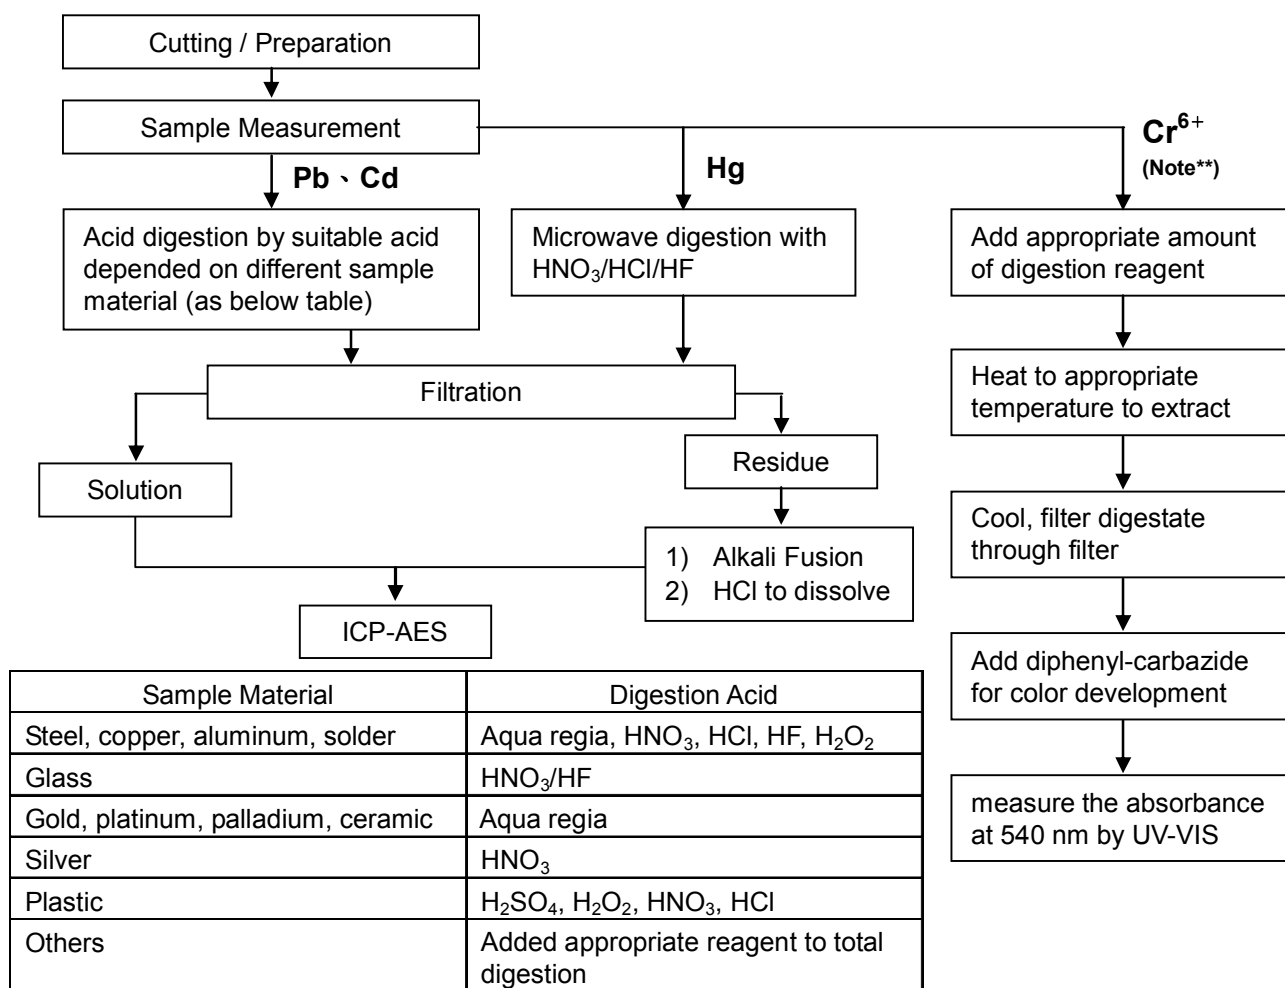 Cutting / Preparation
Sample Measurement
Pb、Cd
Hg
Cr⁶⁺
(Note**)
Acid digestion by suitable acid
depended on different sample
material (as below table)
Microwave digestion with
HNO₃/HCl/HF
Add appropriate amount
of digestion reagent
Filtration
Heat to appropriate
temperature to extract
Solution
Residue
Cool, filter digestate
through filter
1) Alkali Fusion
2) HCl to dissolve
ICP-AES
Add diphenyl-carbazide
for color development
measure the absorbance
at 540 nm by UV-VIS
Sample Material Digestion Acid
Steel, copper, aluminum, solder Aqua regia, HNO₃, HCl, HF, H₂O₂
Glass HNO₃/HF
Gold, platinum, palladium, ceramic Aqua regia
Silver HNO₃
Plastic H₂SO₄, H₂O₂, HNO₃, HCl
Others Added appropriate reagent to total
digestion